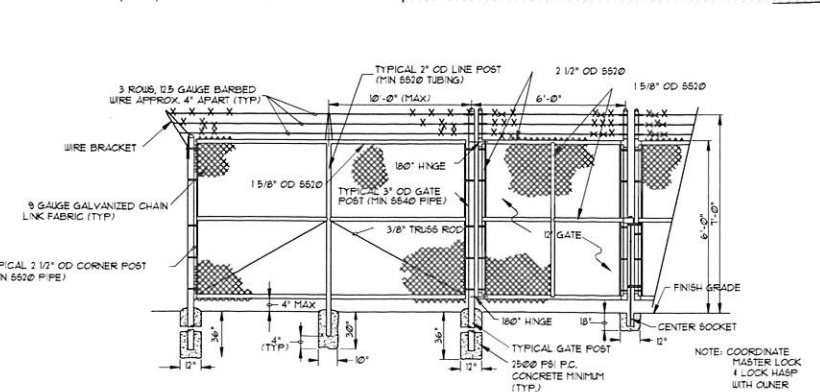 TYPICAL 2" OD LINE POST
(MIN SS20 TUBING)
2 1/2" OD SS20
1 5/8" OD SS20
3 ROWS, 12.5 GAUGE BARBED
WIRE APPROX. 4" APART (TYP)
10'-0" (MAX)
6'-0"
WIRE BRACKET
180° HINGE
1 5/8" OD SS20
TYPICAL 3" OD GATE
POST (MIN SS40 PIPE)
9 GAUGE GALVANIZED CHAIN
LINK FABRIC (TYP)
3/8" TRUSS ROD
12' GATE
6'-0"
7'-0"
PICAL 2 1/2" OD CORNER POST
N SS20 PIPE)
4" MAX
FINISH GRADE
180° HINGE
18"
CENTER SOCKET
36"
4"
(TYP)
30"
36"
TYPICAL GATE POST
12"
10"
12"
12"
2500 PSI P.C.
CONCRETE MINIMUM
(TYP.)
NOTE: COORDINATE
MASTER LOCK
& LOCK HASP
WITH OWNER